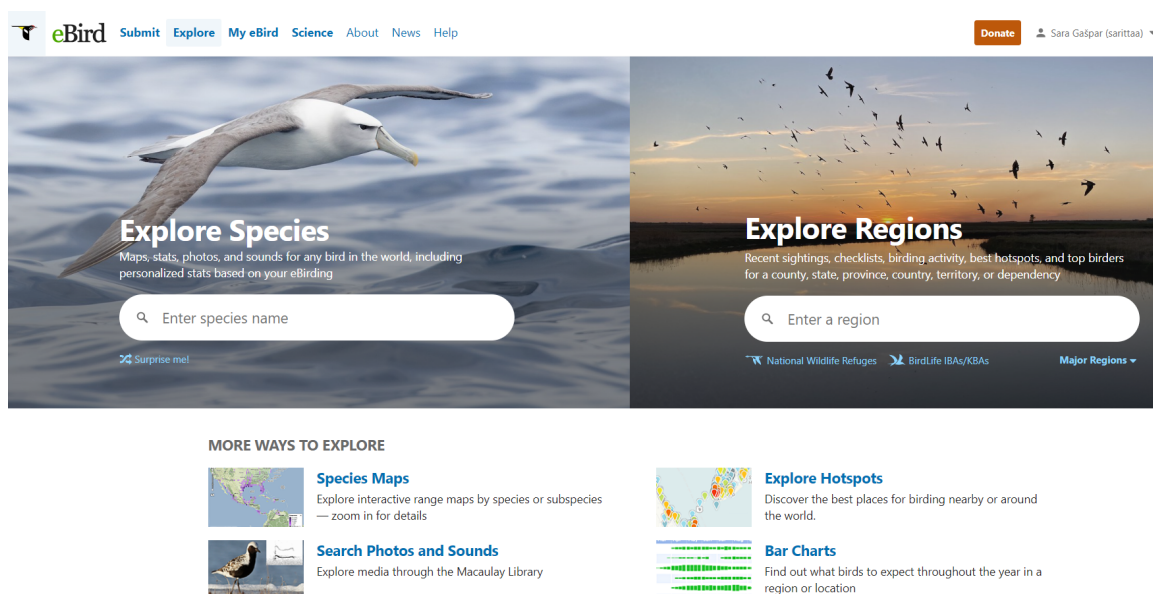 eBird Submit Explore My eBird Science About News Help Donate Sara Gašpar (sarittaa)
Explore Species
Maps, stats, photos, and sounds for any bird in the world, including
personalized stats based on your eBirding
Enter species name
Surprise me!
Explore Regions
Recent sightings, checklists, birding activity, best hotspots, and top birders
for a county, state, province, country, territory, or dependency
Enter a region
National Wildlife Refuges BirdLife IBAs/KBAs Major Regions
MORE WAYS TO EXPLORE
Species Maps
Explore interactive range maps by species or subspecies
— zoom in for details
Explore Hotspots
Discover the best places for birding nearby or around
the world.
Search Photos and Sounds
Explore media through the Macaulay Library
Bar Charts
Find out what birds to expect throughout the year in a
region or location